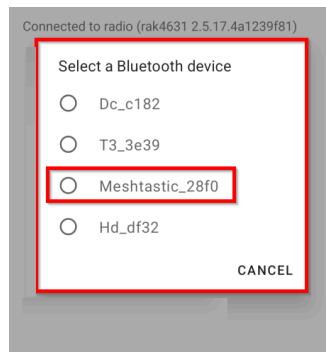 Connected to radio (rak4631 2.5.17.4a1239f81)
Select a Bluetooth device
Dc_c182
T3_3e39
Meshtastic_28f0
Hd_df32
CANCEL